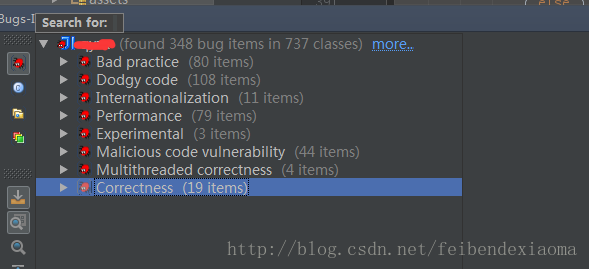 assets
391
( else (
Bugs-I
Search for:
(found 348 bug items in 737 classes) more..
Bad practice (80 items)
Dodgy code (108 items)
Internationalization (11 items)
Performance (79 items)
Experimental (3 items)
Malicious code vulnerability (44 items)
Multithreaded correctness (4 items)
Correctness (19 items)
http://blog.csdn.net/feibendexiaoma